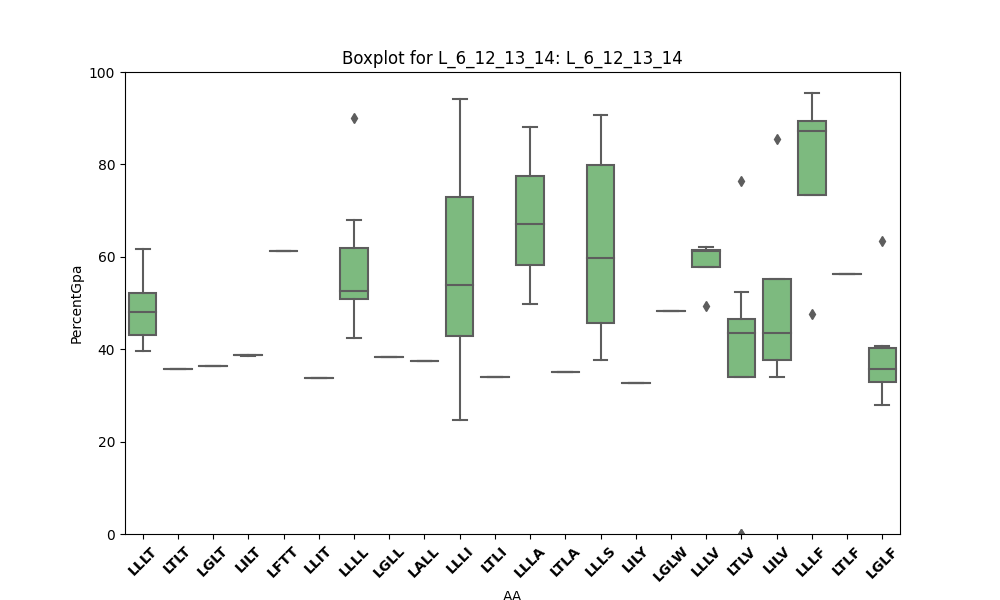 Boxplot for L_6_12_13_14: L_6_12_13_14
PercentGpa
100
80
60
40
20
0
LLLT LTLT LGLT LILT LFTT LLIT LLLL LGLL LALL LLLI LTLI LLLA LTLA LLLS LILY LGLW LLLV LTLV LILV LLLF LTLF LGLF
AA